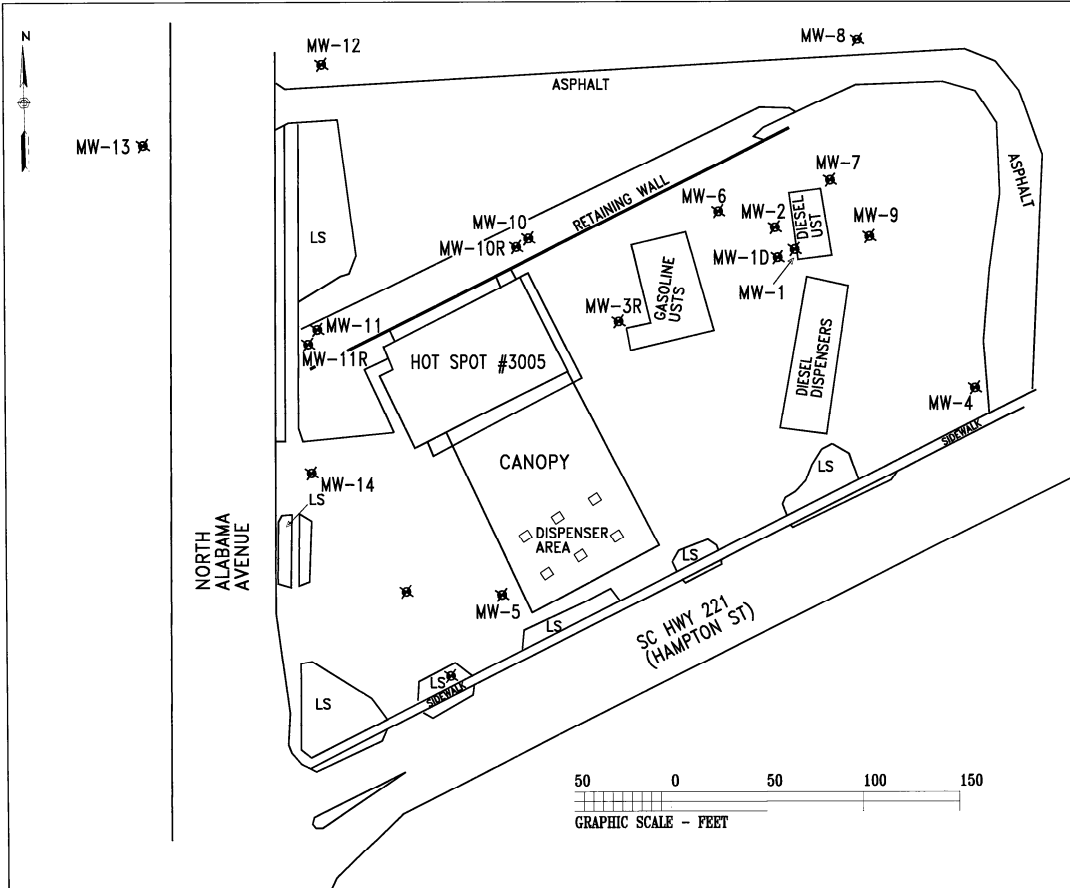 N
MW-12
MW-8
ASPHALT
MW-13
ASPHALT
MW-7
RETAINING WALL
MW-6
MW-2
DIESEL
UST
MW-9
MW-10
MW-10R
LS
MW-1D
MW-1
GASOLINE
USTS
MW-3R
MW-11
MW-11R
HOT SPOT #3005
DIESEL
DISPENSERS
MW-4
SIDEWALK
CANOPY
LS
MW-14
LS
DISPENSER
AREA
LS
NORTH
ALABAMA
AVENUE
MW-5
LS
SC HWY 221
(HAMPTON ST)
LS
SIDEWALK
LS
50 0 50 100 150
GRAPHIC SCALE - FEET